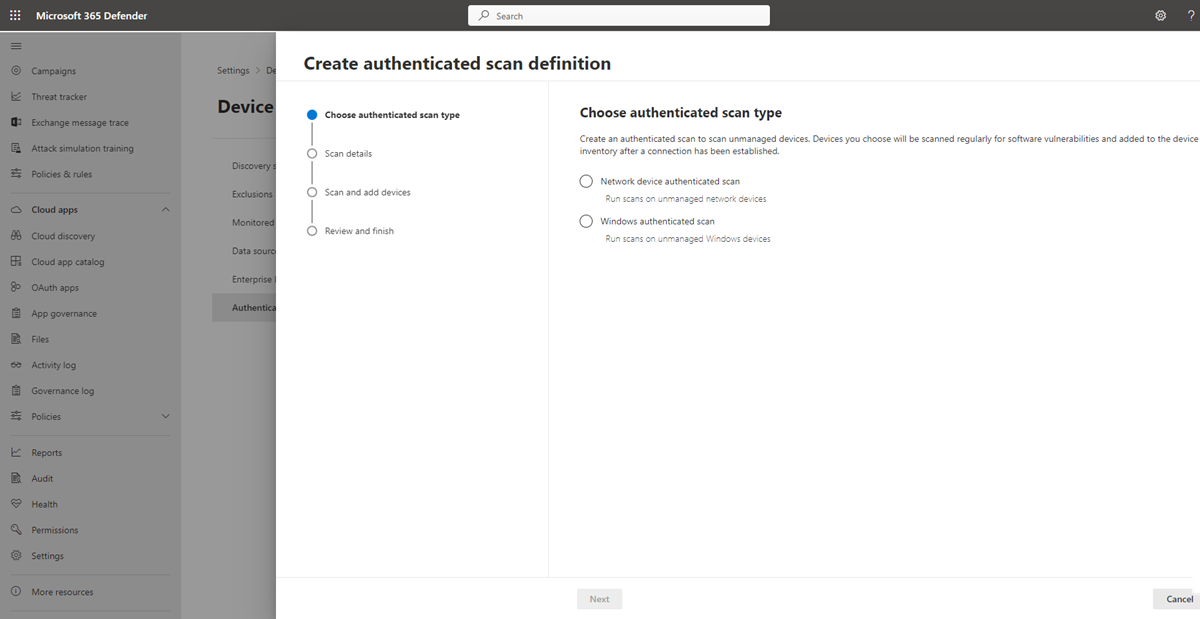 Microsoft 365 Defender
Search
?
Campaigns
Threat tracker
Exchange message trace
Attack simulation training
Policies & rules
Cloud apps
Cloud discovery
Cloud app catalog
OAuth apps
App governance
Files
Activity log
Governance log
Policies
Reports
Audit
Health
Permissions
Settings
More resources
Settings > De
Device
Discovery s
Exclusions
Monitored
Data sourc
Enterprise I
Authentica
Create authenticated scan definition
Choose authenticated scan type
Scan details
Scan and add devices
Review and finish
Choose authenticated scan type
Create an authenticated scan to scan unmanaged devices. Devices you choose will be scanned regularly for software vulnerabilities and added to the device
inventory after a connection has been established.
Network device authenticated scan
Run scans on unmanaged network devices
Windows authenticated scan
Run scans on unmanaged Windows devices
Next
Cancel